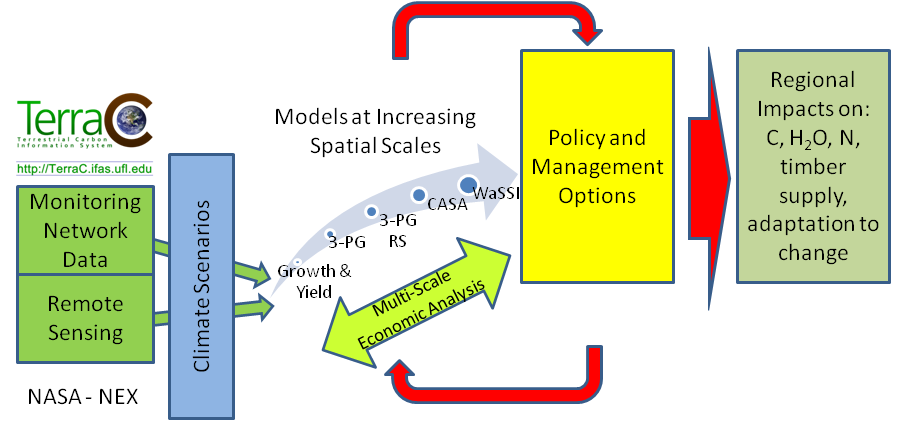 TerraC
Terrestrial Carbon
Information System
http://TerraC.ifas.ufl.edu
Monitoring
Network
Data
Remote
Sensing
NASA - NEX
Climate Scenarios
Models at Increasing
Spatial Scales
Growth &
Yield
3-PG
3-PG
RS
CASA
WaSSI
Multi-Scale
Economic Analysis
Policy and
Management
Options
Regional
Impacts on:
C, H₂O, N,
timber
supply,
adaptation to
change